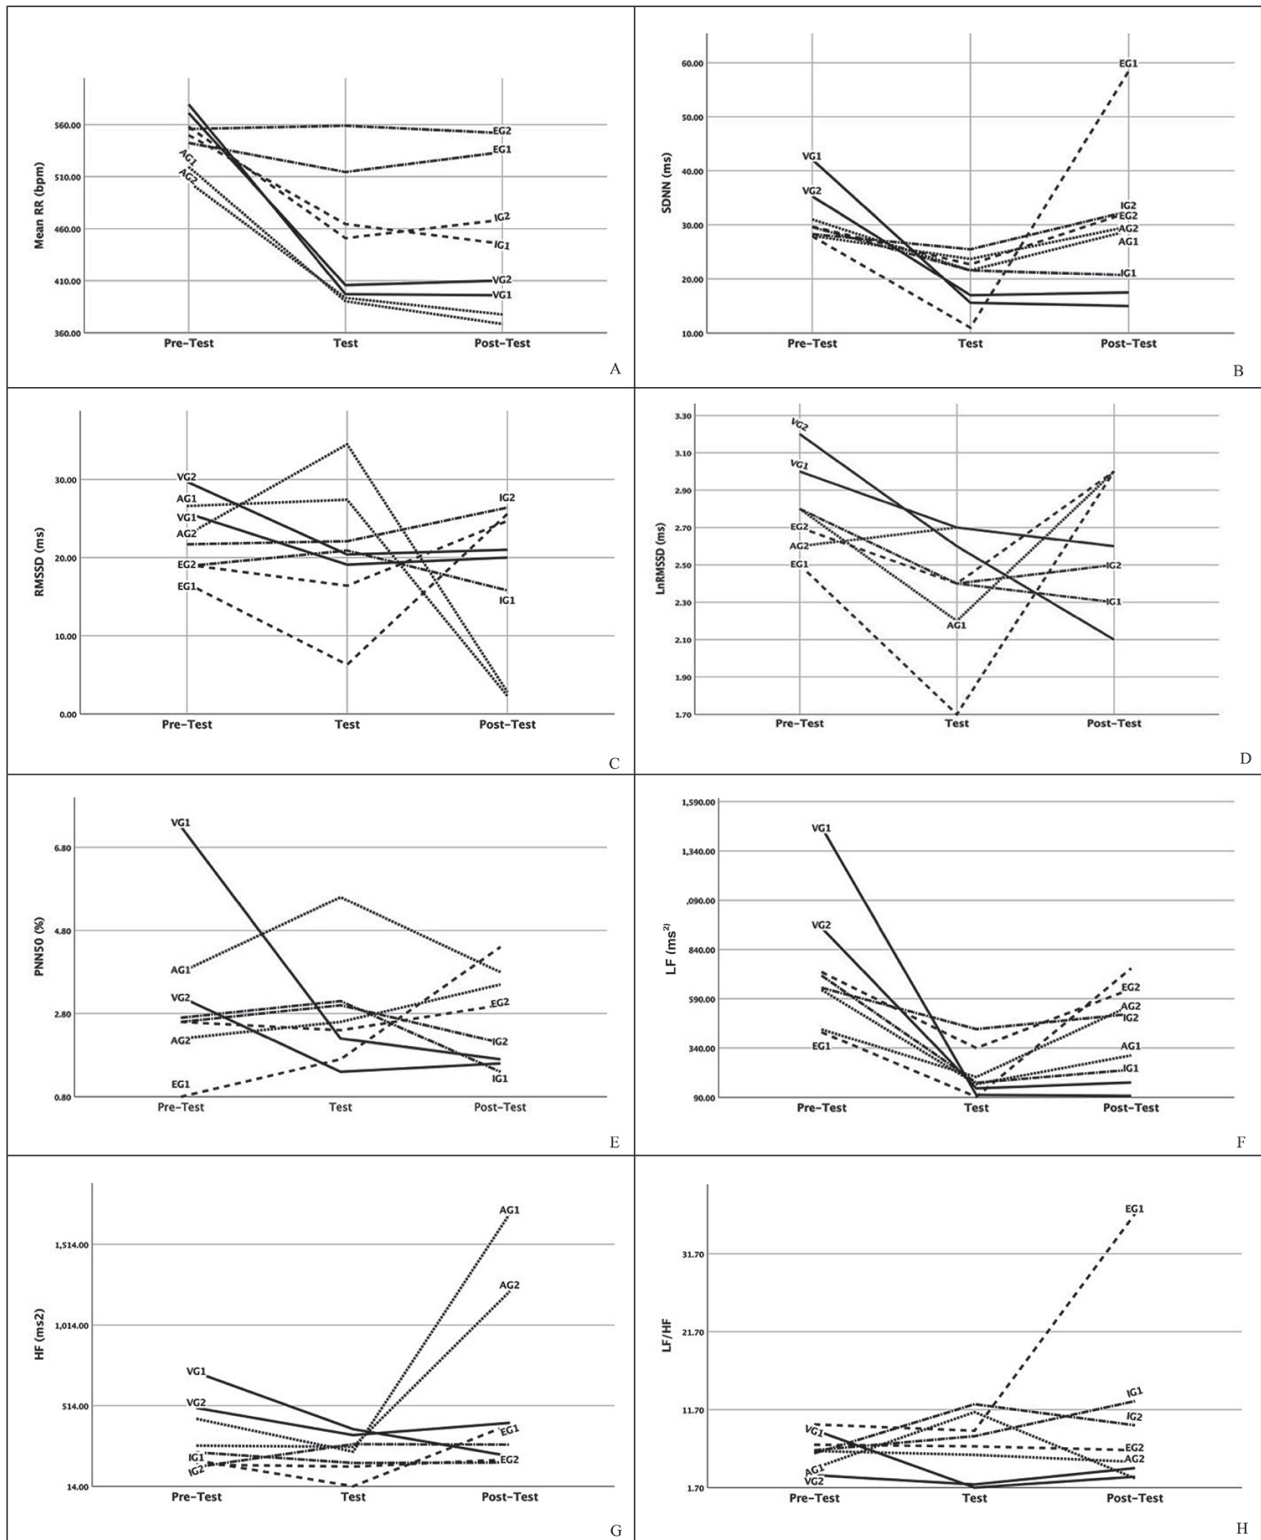 560.00
510.00
460.00
410.00
360.00
Mean RR (bpm)
AG1
AG2
EG2
EG1
IG2
IG1
VG2
VG1
Pre-Test Test Post-Test
A
60.00
50.00
40.00
30.00
20.00
10.00
SDNN (ms)
VG1
VG2
EG1
IG2
EG2
AG2
AG1
IG1
Pre-Test Test Post-Test
B
30.00
20.00
10.00
0.00
RMSSD (ms)
VG2
AG1
VG1
AG2
EG2
EG1
IG2
IG1
Pre-Test Test Post-Test
C
3.30
3.10
2.90
2.70
2.50
2.30
2.10
1.90
1.70
LnRMSSD (ms)
VG2
VG1
EG2
AG2
EG1
AG1
IG2
IG1
Pre-Test Test Post-Test
D
6.80
4.80
2.80
0.80
PNN50 (%)
VG1
AG1
VG2
AG2
EG1
EG2
IG2
IG1
Pre-Test Test Post-Test
E
1,590.00
1,340.00
,090.00
840.00
590.00
340.00
90.00
LF (ms²)
VG1
VG2
EG1
EG2
AG2
IG2
AG1
IG1
Pre-Test Test Post-Test
F
1,514.00
1,014.00
514.00
14.00
HF (ms2)
VG1
VG2
IG1
IG2
AG1
AG2
EG1
EG2
Pre-Test Test Post-Test
G
31.70
21.70
11.70
1.70
LF/HF
VG1
AG1
VG2
EG1
IG1
IG2
EG2
AG2
Pre-Test Test Post-Test
H